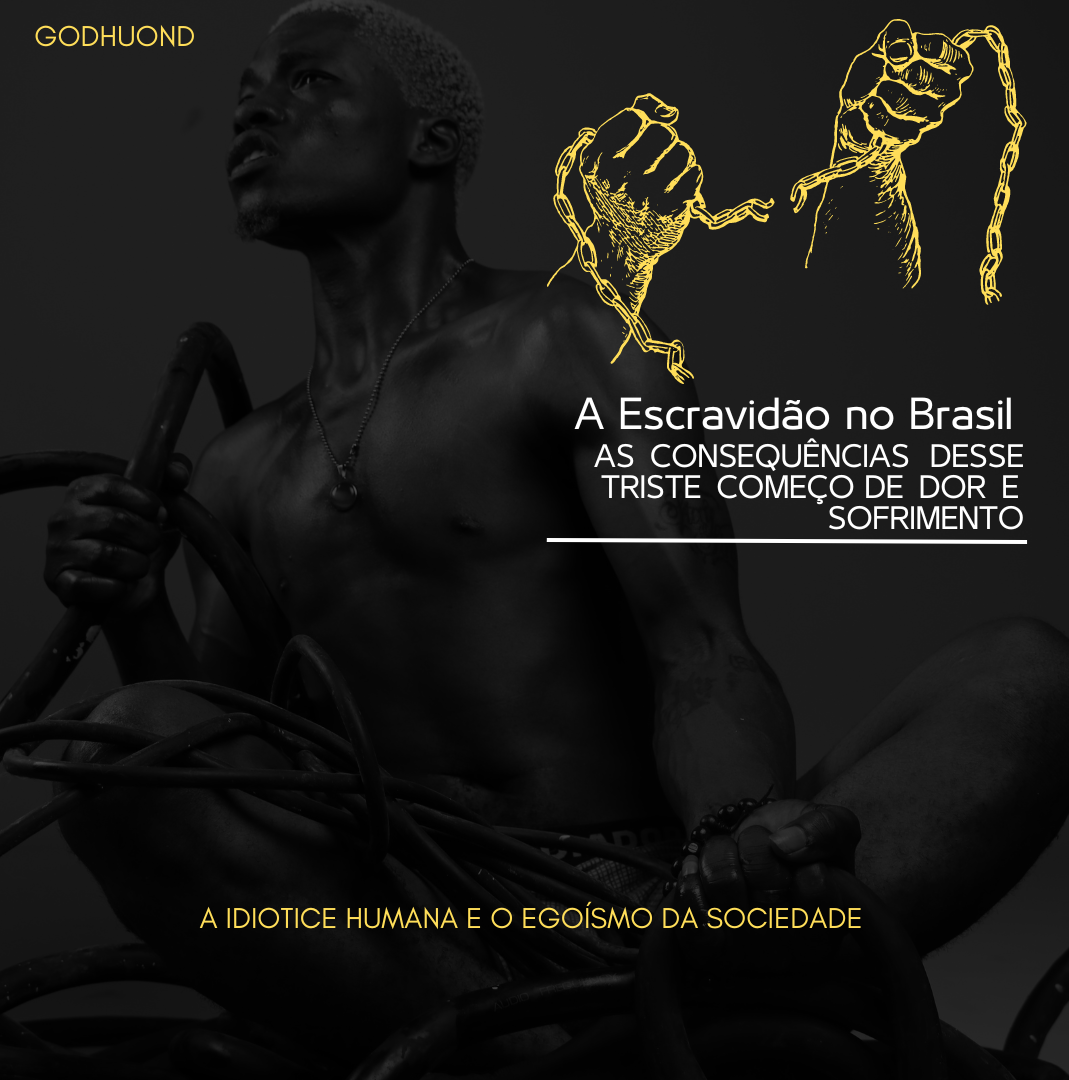 GODHUOND
A Escravidão no Brasil
AS CONSEQUÊNCIAS DESSE
TRISTE COMEÇO DE DOR E
SOFRIMENTO
A IDIOTICE HUMANA E O EGOÍSMO DA SOCIEDADE